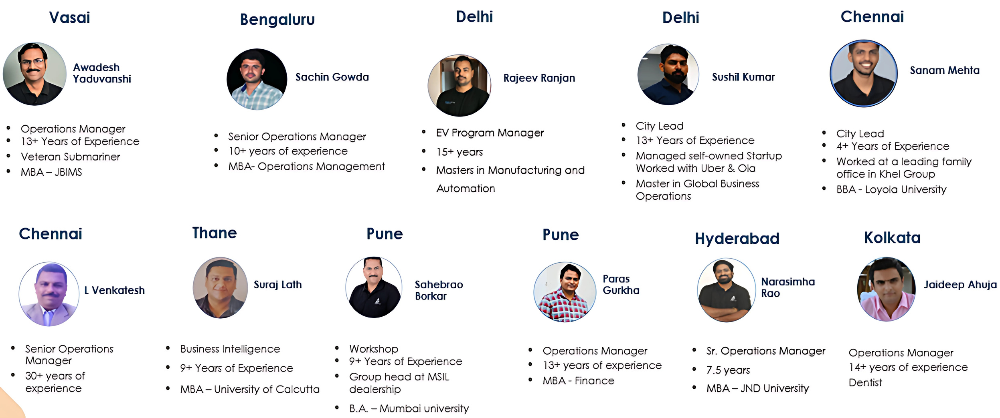 Vasai
Awadesh
Yaduvanshi
• Operations Manager
• 13+ Years of Experience
• Veteran Submariner
• MBA – JBIMS
Bengaluru
Sachin Gowda
• Senior Operations Manager
• 10+ years of experience
• MBA- Operations Management
Delhi
Rajeev Ranjan
• EV Program Manager
• 15+ years
• Masters in Manufacturing and
Automation
Delhi
Sushil Kumar
• City Lead
• 13+ Years of Experience
• Managed self-owned Startup
Worked with Uber & Ola
• Master in Global Business
Operations
Chennai
Sanam Mehta
• City Lead
• 4+ Years of Experience
• Worked at a leading family
office in Khel Group
• BBA - Loyola University
Chennai
L Venkatesh
• Senior Operations
Manager
• 30+ years of
experience
Thane
Suraj Lath
• Business Intelligence
• 9+ Years of Experience
• MBA – University of Calcutta
Pune
Sahebrao
Borkar
• Workshop
• 9+ Years of Experience
• Group head at MSIL
dealership
• B.A. – Mumbai university
Pune
Paras
Gurkha
• Operations Manager
• 13+ years of experience
• MBA - Finance
Hyderabad
Narasimha
Rao
• Sr. Operations Manager
• 7.5 years
• MBA – JND University
Kolkata
Jaideep Ahuja
Operations Manager
14+ years of experience
Dentist